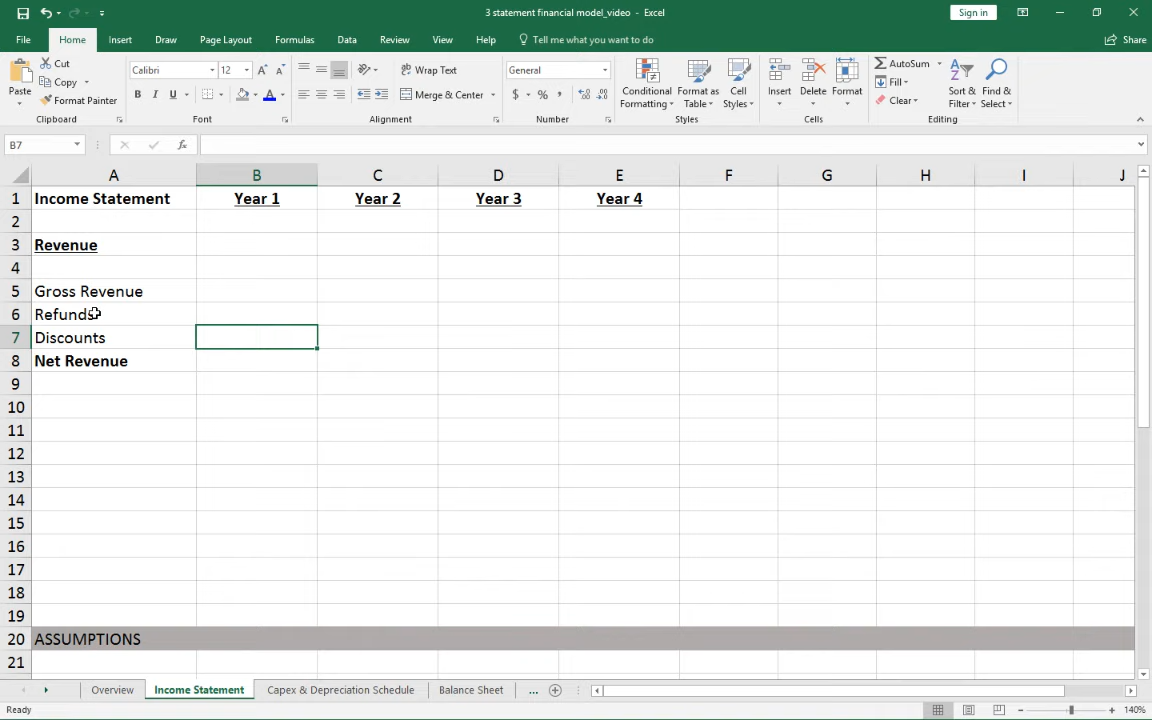 3 statement financial model_video - Excel
Sign in
File Home Insert Draw Page Layout Formulas Data Review View Help Tell me what you want to do Share
Paste
Cut
Copy
Format Painter
Clipboard
Calibri 12
B I U
Font
Wrap Text
Merge & Center
Alignment
General
$ % ,
Number
Conditional Formatting
Format as Table
Cell Styles
Styles
Insert
Delete
Format
Cells
AutoSum
Fill
Clear
Sort & Filter
Find & Select
Editing
B7
fx
A B C D E F G H I J
1 Income Statement Year 1 Year 2 Year 3 Year 4
2
3 Revenue
4
5 Gross Revenue
6 Refunds
7 Discounts
8 Net Revenue
9
10
11
12
13
14
15
16
17
18
19
20 ASSUMPTIONS
21
Overview Income Statement Capex & Depreciation Schedule Balance Sheet ...
Ready
140%